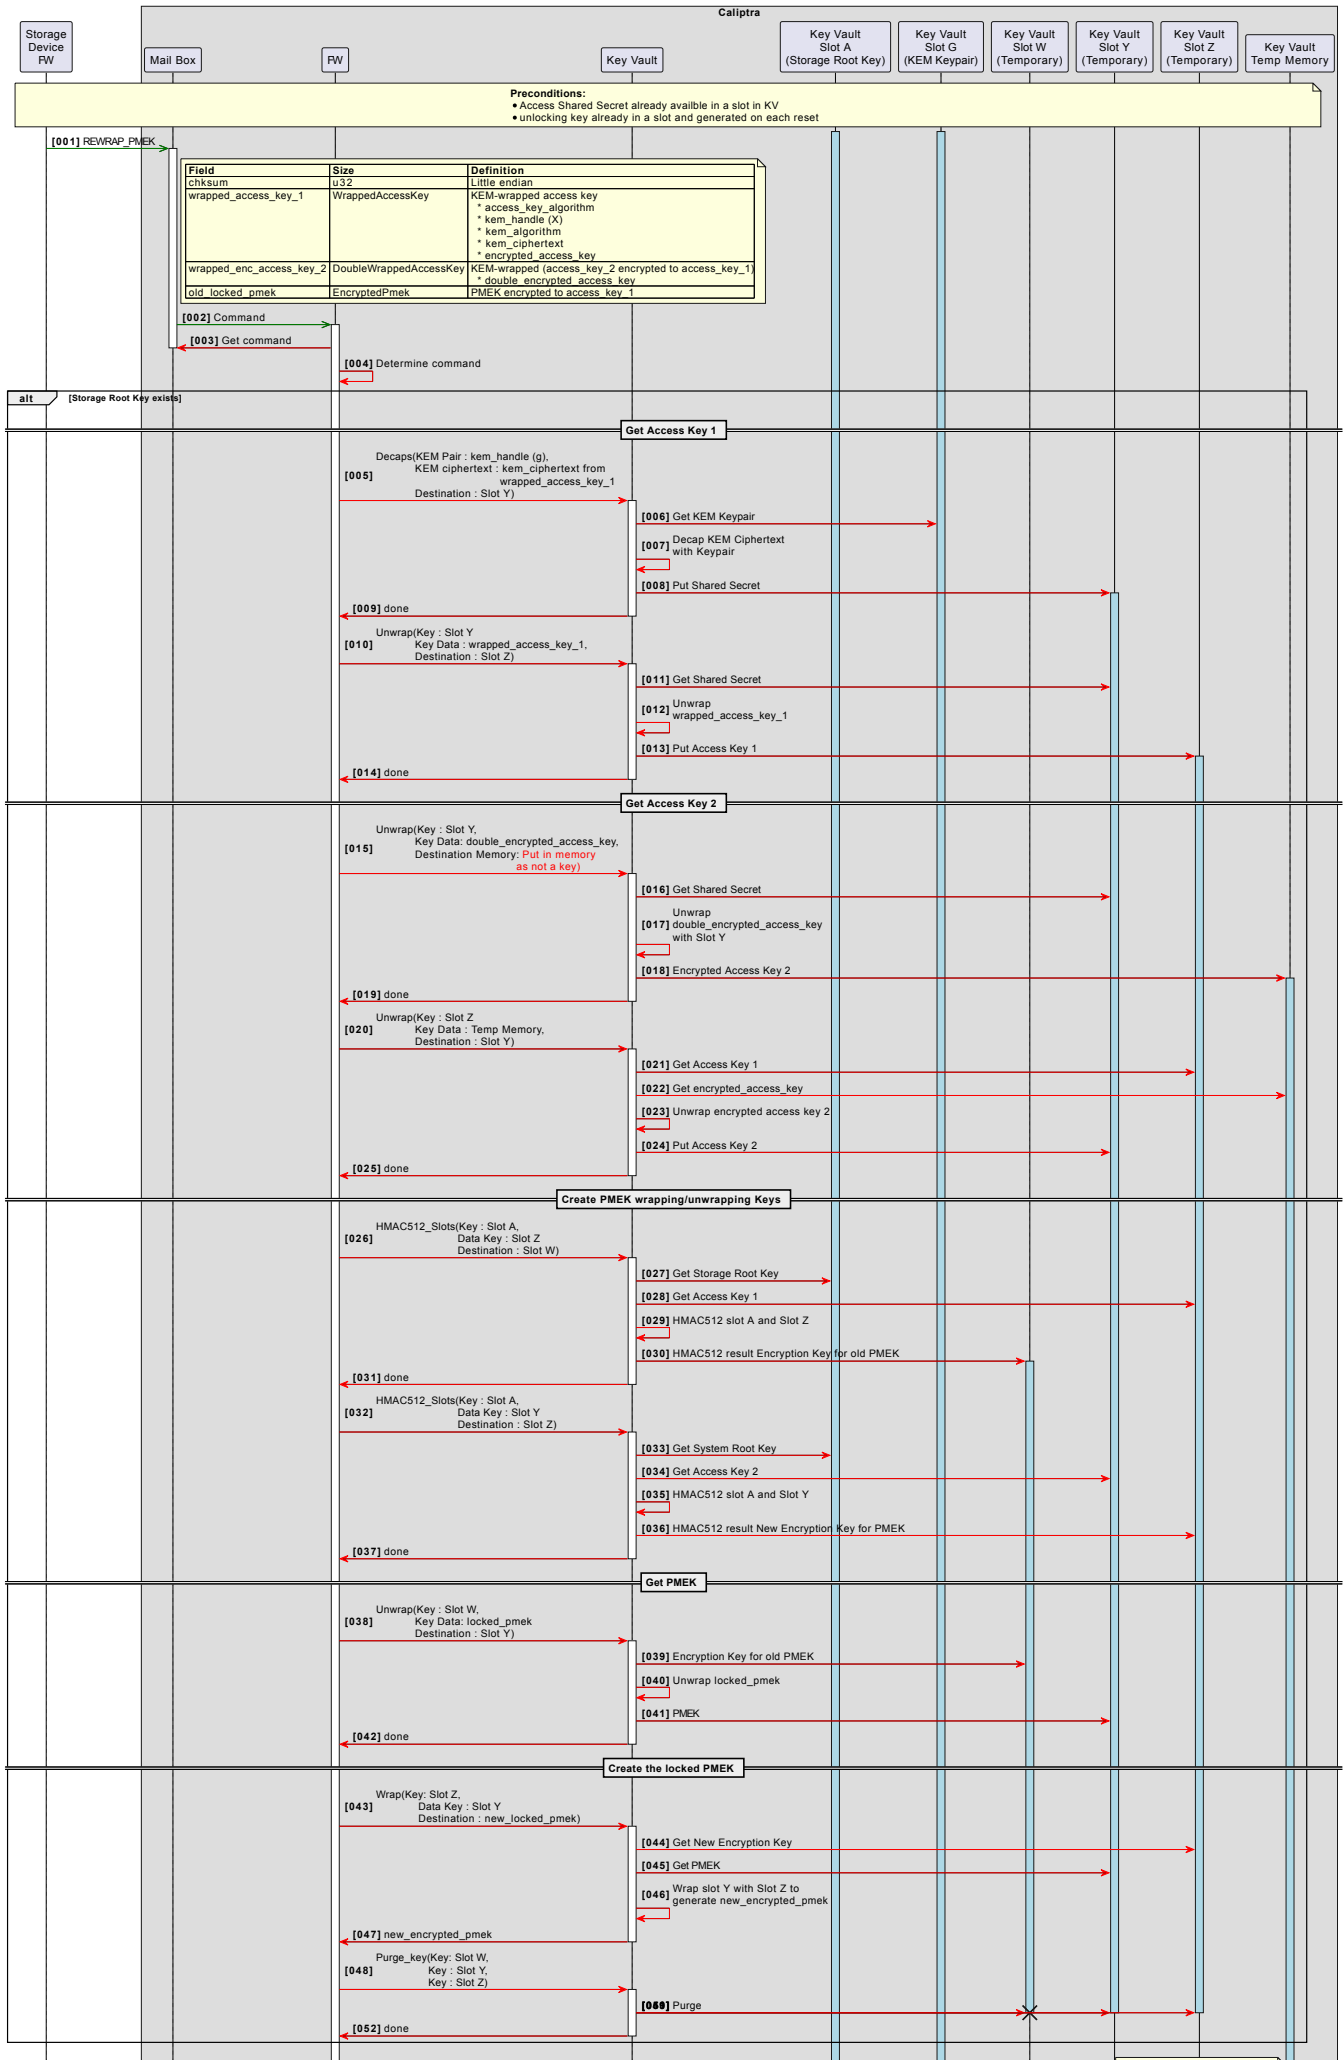 Caliptra
Storage
Device
FW
Mail Box
FW
Key Vault
Key Vault
Slot A
(Storage Root Key)
Key Vault
Slot G
(KEM Keypair)
Key Vault
Slot W
(Temporary)
Key Vault
Slot Y
(Temporary)
Key Vault
Slot Z
(Temporary)
Key Vault
Temp Memory
Preconditions:
• Access Shared Secret already availble in a slot in KV
• unlocking key already in a slot and generated on each reset
[001] REWRAP_PMEK
Field Size Definition
chksum u32 Little endian
wrapped_access_key_1 WrappedAccessKey KEM-wrapped access key
* access_key_algorithm
* kem_handle (X)
* kem_algorithm
* kem_ciphertext
* encrypted_access_key
wrapped_enc_access_key_2 DoubleWrappedAccessKey KEM-wrapped (access_key_2 encrypted to access_key_1)
* double_encrypted_access_key
old_locked_pmek EncryptedPmek PMEK encrypted to access_key_1
[002] Command
[003] Get command
[004] Determine command
alt [Storage Root Key exists]
Get Access Key 1
Decaps(KEM Pair : kem_handle (g),
[005] KEM ciphertext : kem_ciphertext from
wrapped_access_key_1
Destination : Slot Y)
[006] Get KEM Keypair
[007] Decap KEM Ciphertext
with Keypair
[008] Put Shared Secret
[009] done
Unwrap(Key : Slot Y
[010] Key Data : wrapped_access_key_1,
Destination : Slot Z)
[011] Get Shared Secret
[012] Unwrap
wrapped_access_key_1
[013] Put Access Key 1
[014] done
Get Access Key 2
Unwrap(Key : Slot Y,
[015] Key Data: double_encrypted_access_key,
Destination Memory: Put in memory
as not a key)
[016] Get Shared Secret
Unwrap
[017] double_encrypted_access_key
with Slot Y
[018] Encrypted Access Key 2
[019] done
Unwrap(Key : Slot Z
[020] Key Data : Temp Memory,
Destination : Slot Y)
[021] Get Access Key 1
[022] Get encrypted_access_key
[023] Unwrap encrypted access key 2
[024] Put Access Key 2
[025] done
Create PMEK wrapping/unwrapping Keys
HMAC512_Slots(Key : Slot A,
[026] Data Key : Slot Z
Destination : Slot W)
[027] Get Storage Root Key
[028] Get Access Key 1
[029] HMAC512 slot A and Slot Z
[030] HMAC512 result Encryption Key for old PMEK
[031] done
HMAC512_Slots(Key : Slot A,
[032] Data Key : Slot Y
Destination : Slot Z)
[033] Get System Root Key
[034] Get Access Key 2
[035] HMAC512 slot A and Slot Y
[036] HMAC512 result New Encryption Key for PMEK
[037] done
Get PMEK
Unwrap(Key : Slot W,
[038] Key Data: locked_pmek
Destination : Slot Y)
[039] Encryption Key for old PMEK
[040] Unwrap locked_pmek
[041] PMEK
[042] done
Create the locked PMEK
Wrap(Key: Slot Z,
[043] Data Key : Slot Y
Destination : new_locked_pmek)
[044] Get New Encryption Key
[045] Get PMEK
[046] Wrap slot Y with Slot Z to
generate new_encrypted_pmek
[047] new_encrypted_pmek
Purge_key(Key: Slot W,
[048] Key : Slot Y,
Key : Slot Z)
Purge
[052] done